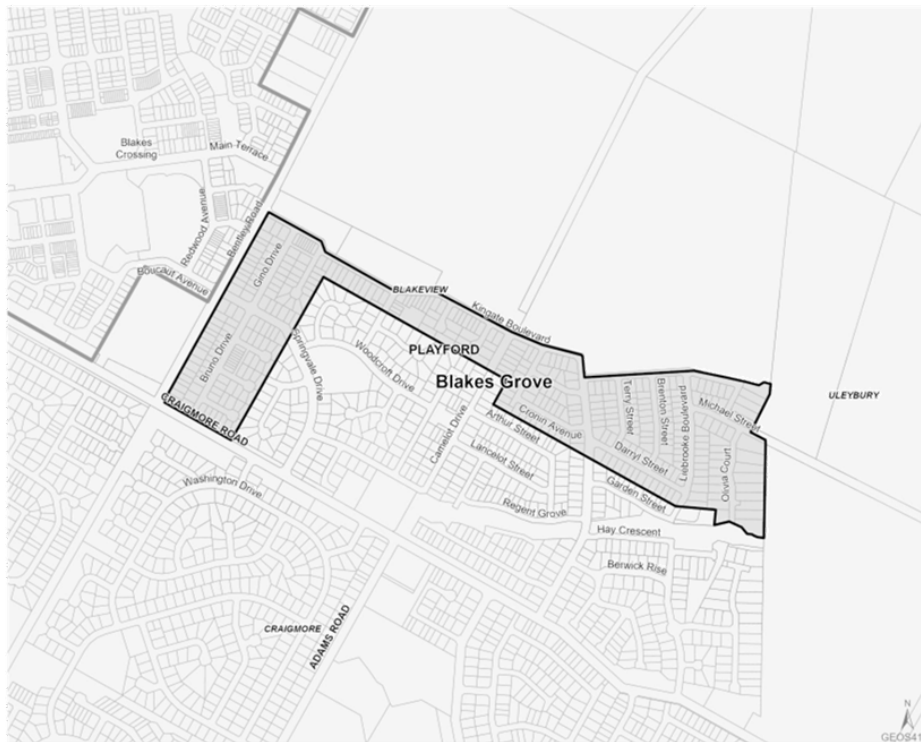 Blakes
Crossing
Main Terrace
Redwood Avenue
Bentley Road
Boucaut Avenue
Gino Drive
BLAKEVIEW
Kingate Boulevard
Bruno Drive
Springvale Drive
Woodcroft Drive
PLAYFORD
Blakes Grove
ULEYBURY
CRAIGMORE ROAD
Camelot Drive
Arthur Street
Cronin Avenue
Terry Street
Brenton Street
Liebrooke Boulevard
Michael Street
Lancelot Street
Darryl Street
Olivia Court
Washington Drive
Garden Street
Regent Grove
Hay Crescent
Berwick Rise
CRAIGMORE
ADAMS ROAD
N